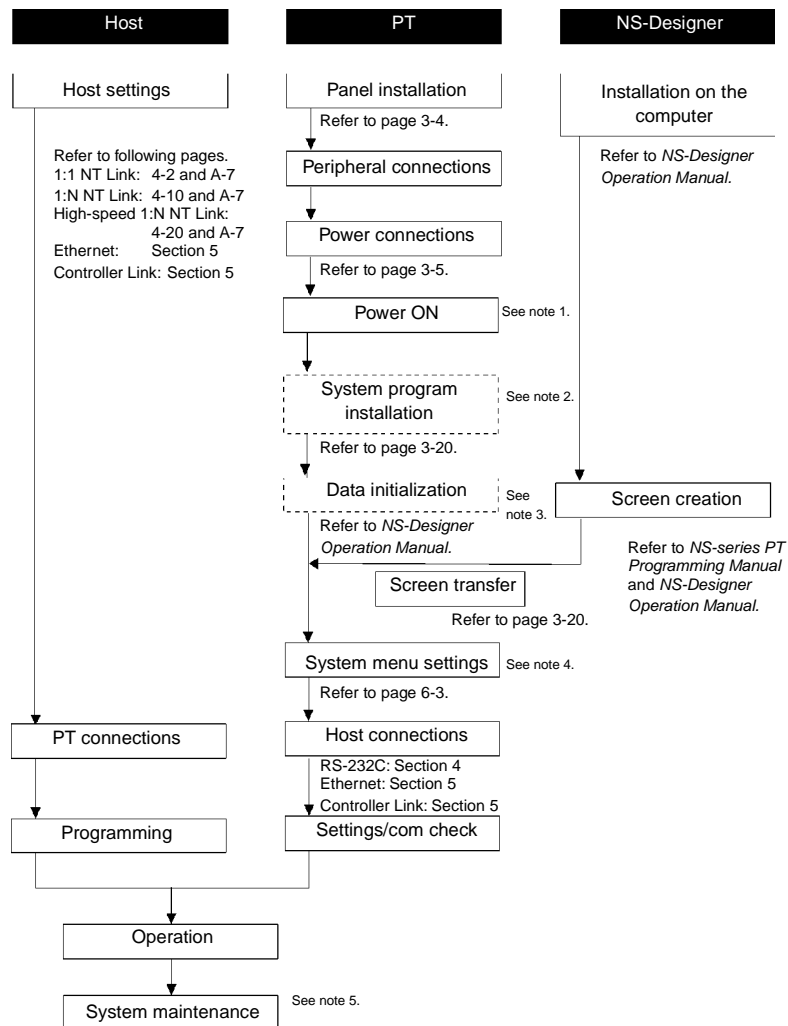 Host
PT
NS-Designer
Host settings
Panel installation
Installation on the
computer
Refer to page 3-4.
Refer to following pages.
1:1 NT Link: 4-2 and A-7
1:N NT Link: 4-10 and A-7
High-speed 1:N NT Link:
4-20 and A-7
Ethernet: Section 5
Controller Link: Section 5
Peripheral connections
Refer to NS-Designer
Operation Manual.
Power connections
Refer to page 3-5.
Power ON
See note 1.
System program
installation
See note 2.
Refer to page 3-20.
Data initialization
See
note 3.
Refer to NS-Designer
Operation Manual.
Screen creation
Refer to NS-series PT
Programming Manual
and NS-Designer
Operation Manual.
Screen transfer
Refer to page 3-20.
System menu settings
See note 4.
Refer to page 6-3.
PT connections
Host connections
RS-232C: Section 4
Ethernet: Section 5
Controller Link: Section 5
Programming
Settings/com check
Operation
System maintenance
See note 5.